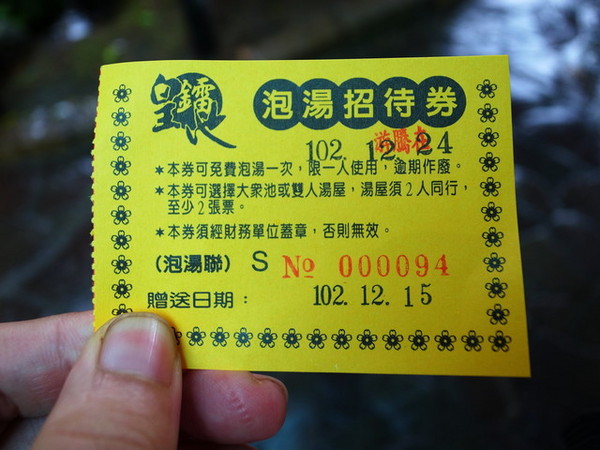 皇鐳
泡湯招待券
102. 12. 24
＊本券可免費泡湯一次，限一人使用，逾期作廢。
＊本券可選擇大衆池或雙人湯屋，湯屋須2人同行，
至少2張票。
＊本券須經財務單位蓋章，否則無效。
(泡湯聯) S № 000094
贈送日期： 102. 12. 15